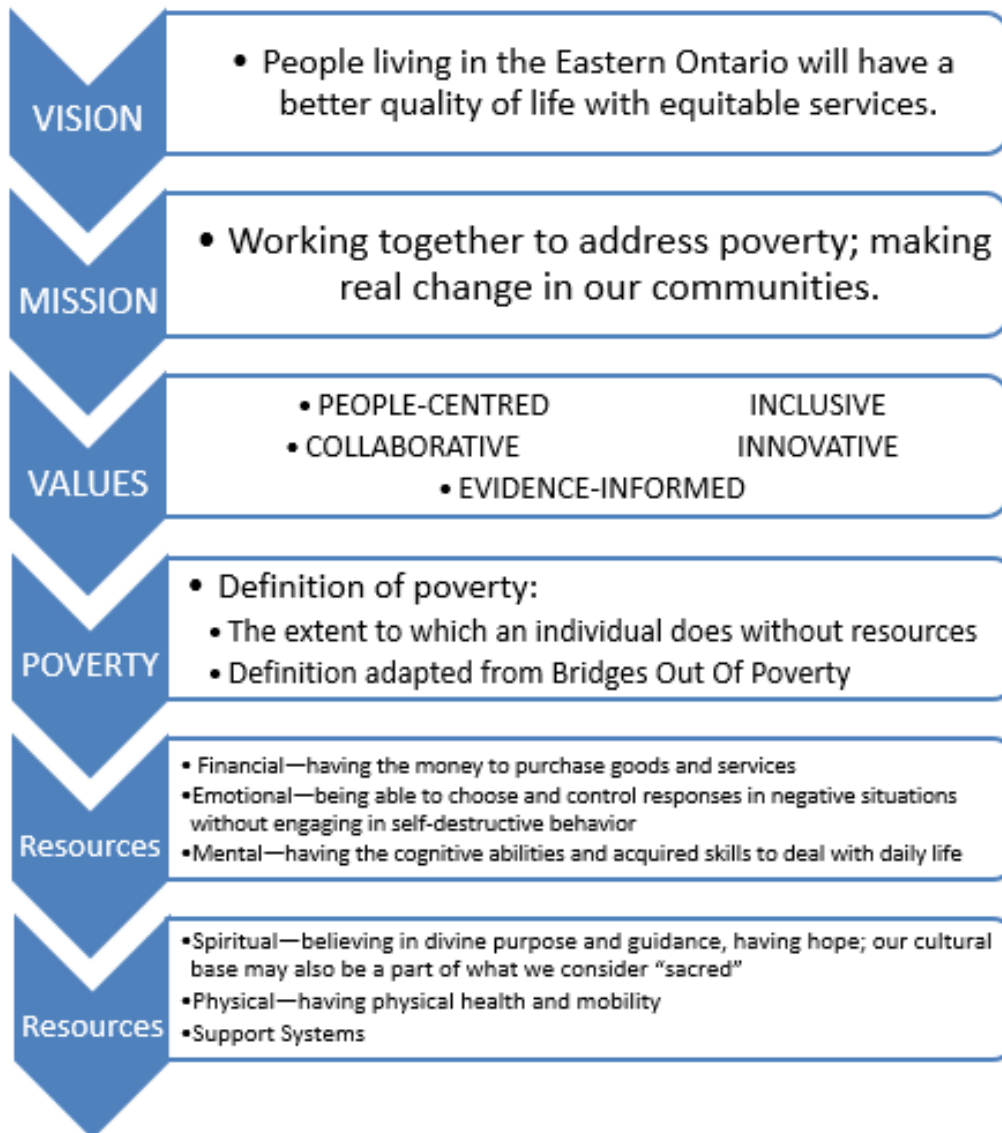 VISION
• People living in the Eastern Ontario will have a
better quality of life with equitable services.
MISSION
• Working together to address poverty; making
real change in our communities.
VALUES
• PEOPLE-CENTRED INCLUSIVE
• COLLABORATIVE INNOVATIVE
• EVIDENCE-INFORMED
POVERTY
• Definition of poverty:
• The extent to which an individual does without resources
• Definition adapted from Bridges Out Of Poverty
Resources
• Financial—having the money to purchase goods and services
•Emotional—being able to choose and control responses in negative situations
without engaging in self-destructive behavior
•Mental—having the cognitive abilities and acquired skills to deal with daily life
Resources
•Spiritual—believing in divine purpose and guidance, having hope; our cultural
base may also be a part of what we consider “sacred”
•Physical—having physical health and mobility
•Support Systems